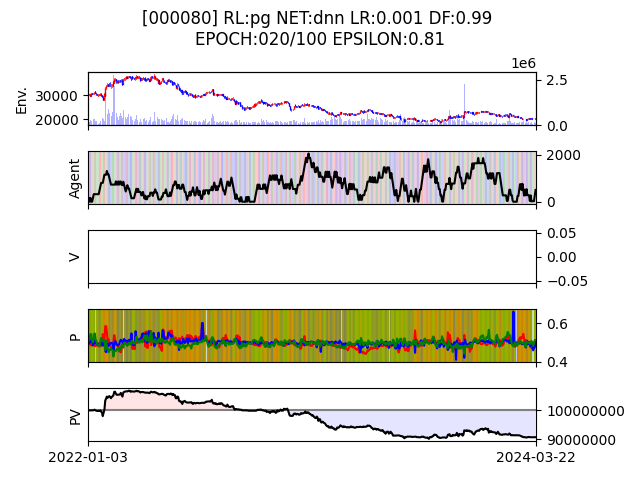 [000080] RL:pg NET:dnn LR:0.001 DF:0.99
EPOCH:020/100 EPSILON:0.81
1e6
Env.
30000
20000
2.5
0.0
Agent
2000
0
V
0.05
0.00
−0.05
P
0.6
0.4
PV
100000000
90000000
2022-01-03
2024-03-22